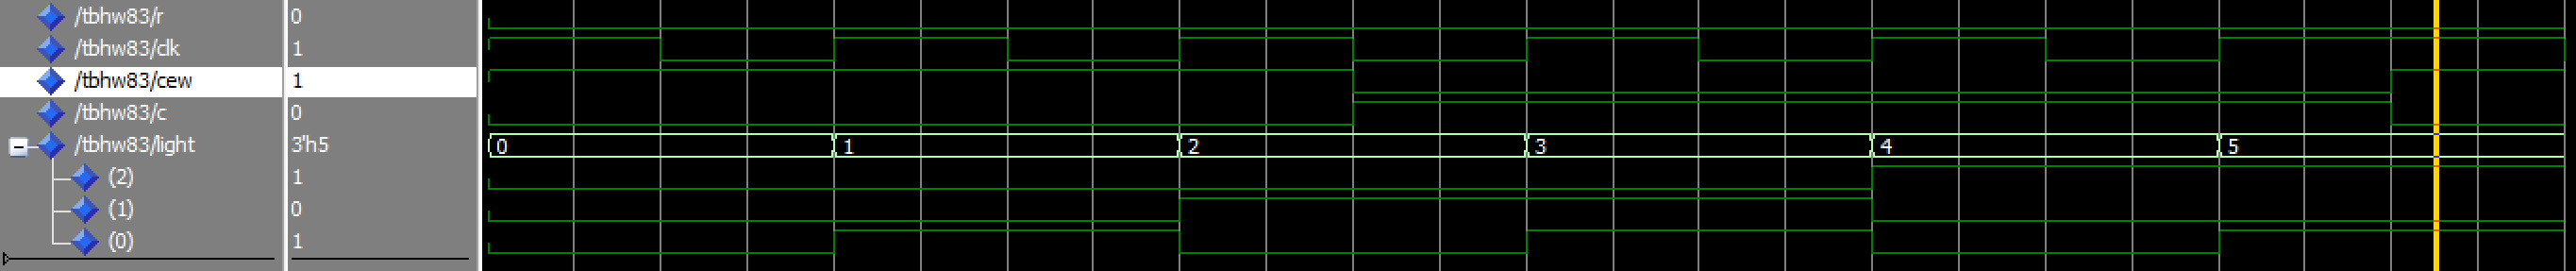 /tbhw83/r 0
/tbhw83/clk 1
/tbhw83/cew 1
/tbhw83/c 0
/tbhw83/light 3'h5 0 1 2 3 4 5
(2) 1
(1) 0
(0) 1